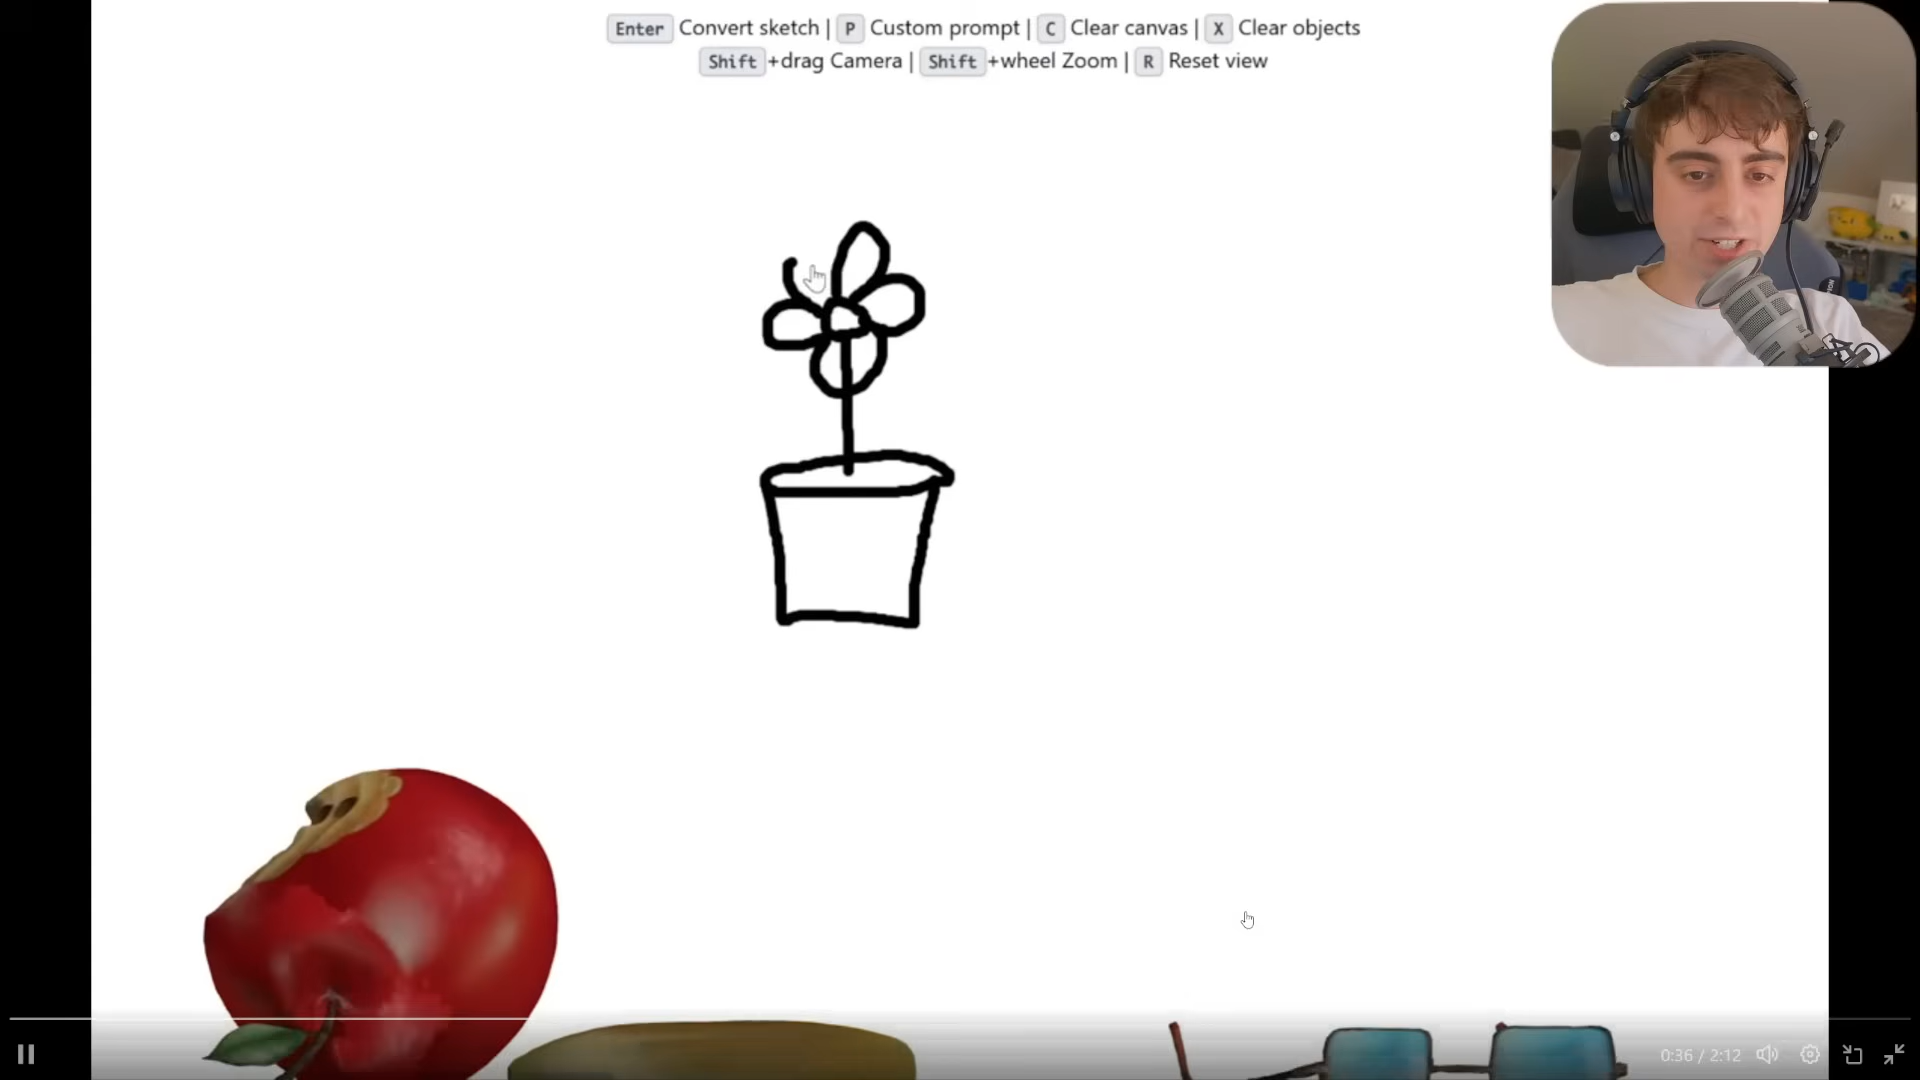 Enter Convert sketch | P Custom prompt | C Clear canvas | X Clear objects
Shift +drag Camera | Shift +wheel Zoom | R Reset view
0:36 / 2:12